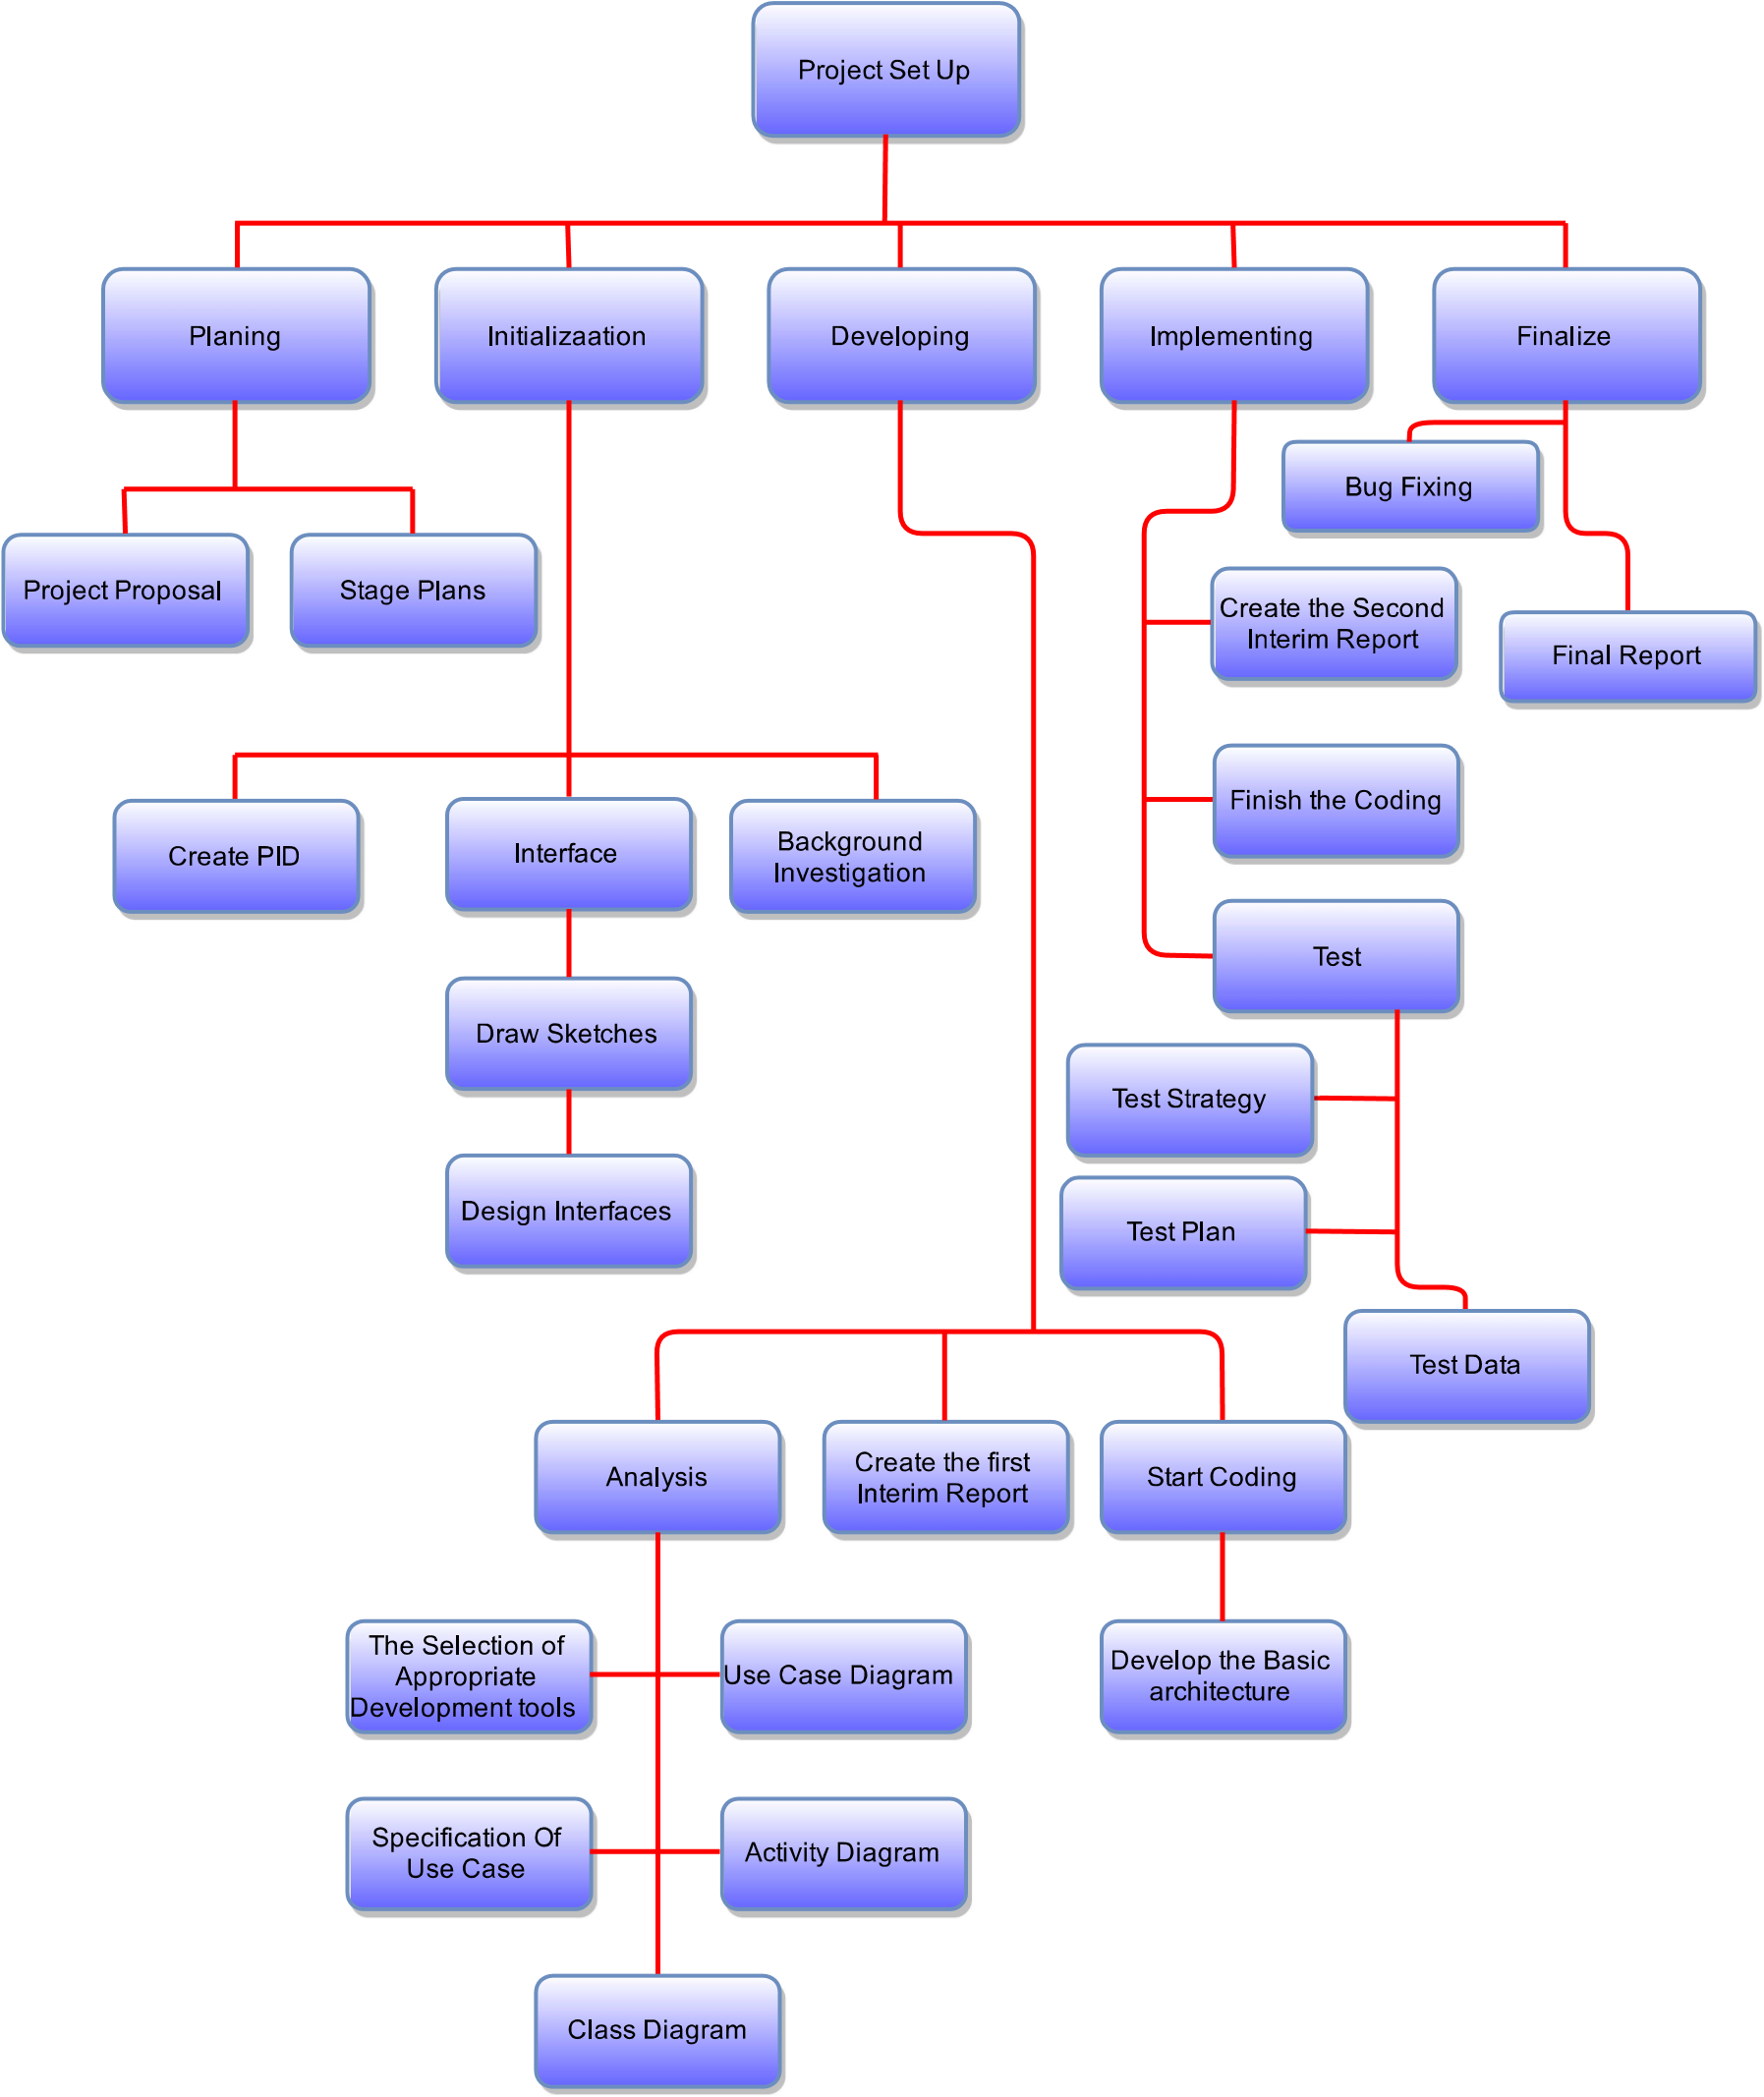 Project Set Up
Planing
Initializaation
Developing
Implementing
Finalize
Bug Fixing
Project Proposal
Stage Plans
Create the Second
Interim Report
Final Report
Finish the Coding
Create PID
Interface
Background
Investigation
Test
Draw Sketches
Test Strategy
Design Interfaces
Test Plan
Test Data
Analysis
Create the first
Interim Report
Start Coding
The Selection of
Appropriate
Development tools
Use Case Diagram
Develop the Basic
architecture
Specification Of
Use Case
Activity Diagram
Class Diagram